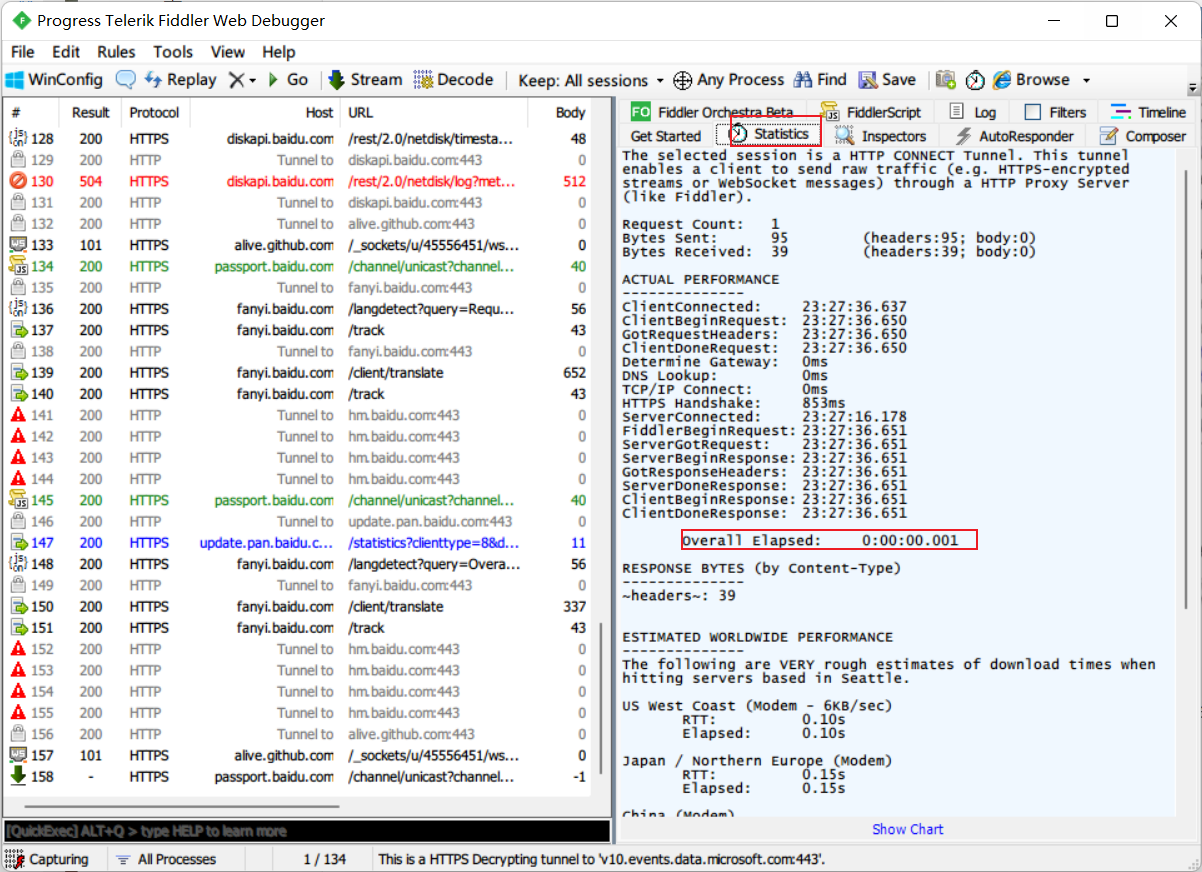 Progress Telerik Fiddler Web Debugger
File Edit Rules Tools View Help
WinConfig Replay Go Stream Decode Keep: All sessions Any Process Find Save Browse
# Result Protocol Host URL Body
128 200 HTTPS diskapi.baidu.com /rest/2.0/netdisk/timesta... 48
129 200 HTTP Tunnel to diskapi.baidu.com:443 0
130 504 HTTPS diskapi.baidu.com /rest/2.0/netdisk/log?met... 512
131 200 HTTP Tunnel to diskapi.baidu.com:443 0
132 200 HTTP Tunnel to alive.github.com:443 0
133 101 HTTPS alive.github.com /_sockets/u/45556451/ws... 0
134 200 HTTPS passport.baidu.com /channel/unicast?channel... 40
135 200 HTTP Tunnel to fanyi.baidu.com:443 0
136 200 HTTPS fanyi.baidu.com /langdetect?query=Requ... 56
137 200 HTTPS fanyi.baidu.com /track 43
138 200 HTTP Tunnel to fanyi.baidu.com:443 0
139 200 HTTPS fanyi.baidu.com /client/translate 652
140 200 HTTPS fanyi.baidu.com /track 43
141 200 HTTP Tunnel to hm.baidu.com:443 0
142 200 HTTP Tunnel to hm.baidu.com:443 0
143 200 HTTP Tunnel to hm.baidu.com:443 0
144 200 HTTP Tunnel to hm.baidu.com:443 0
145 200 HTTPS passport.baidu.com /channel/unicast?channel... 40
146 200 HTTP Tunnel to update.pan.baidu.com:443 0
147 200 HTTPS update.pan.baidu.c... /statistics?clienttype=8&d... 11
148 200 HTTPS fanyi.baidu.com /langdetect?query=Overa... 56
149 200 HTTP Tunnel to fanyi.baidu.com:443 0
150 200 HTTPS fanyi.baidu.com /client/translate 337
151 200 HTTPS fanyi.baidu.com /track 43
152 200 HTTP Tunnel to hm.baidu.com:443 0
153 200 HTTP Tunnel to hm.baidu.com:443 0
154 200 HTTP Tunnel to hm.baidu.com:443 0
155 200 HTTP Tunnel to hm.baidu.com:443 0
156 200 HTTP Tunnel to alive.github.com:443 0
157 101 HTTPS alive.github.com /_sockets/u/45556451/ws... 0
158 - HTTPS passport.baidu.com /channel/unicast?channel... -1
[QuickExec] ALT+Q > type HELP to learn more
FO Fiddler Orchestra Beta FiddlerScript Log Filters Timeline
Get Started Statistics Inspectors AutoResponder Composer
The selected session is a HTTP CONNECT Tunnel. This tunnel
enables a client to send raw traffic (e.g. HTTPS-encrypted
streams or WebSocket messages) through a HTTP Proxy Server
(like Fiddler).
Request Count: 1
Bytes Sent: 95 (headers:95; body:0)
Bytes Received: 39 (headers:39; body:0)
ACTUAL PERFORMANCE
--------------
ClientConnected: 23:27:36.637
ClientBeginRequest: 23:27:36.650
GotRequestHeaders: 23:27:36.650
ClientDoneRequest: 23:27:36.650
Determine Gateway: 0ms
DNS Lookup: 0ms
TCP/IP Connect: 0ms
HTTPS Handshake: 853ms
ServerConnected: 23:27:16.178
FiddlerBeginRequest: 23:27:36.651
ServerGotRequest: 23:27:36.651
ServerBeginResponse: 23:27:36.651
GotResponseHeaders: 23:27:36.651
ServerDoneResponse: 23:27:36.651
ClientBeginResponse: 23:27:36.651
ClientDoneResponse: 23:27:36.651
Overall Elapsed: 0:00:00.001
RESPONSE BYTES (by Content-Type)
--------------
~headers~: 39
ESTIMATED WORLDWIDE PERFORMANCE
--------------
The following are VERY rough estimates of download times when
hitting servers based in Seattle.
US West Coast (Modem - 6KB/sec)
RTT: 0.10s
Elapsed: 0.10s
Japan / Northern Europe (Modem)
RTT: 0.15s
Elapsed: 0.15s
China (Modem)
Show Chart
Capturing All Processes 1 / 134 This is a HTTPS Decrypting tunnel to 'v10.events.data.microsoft.com:443'.